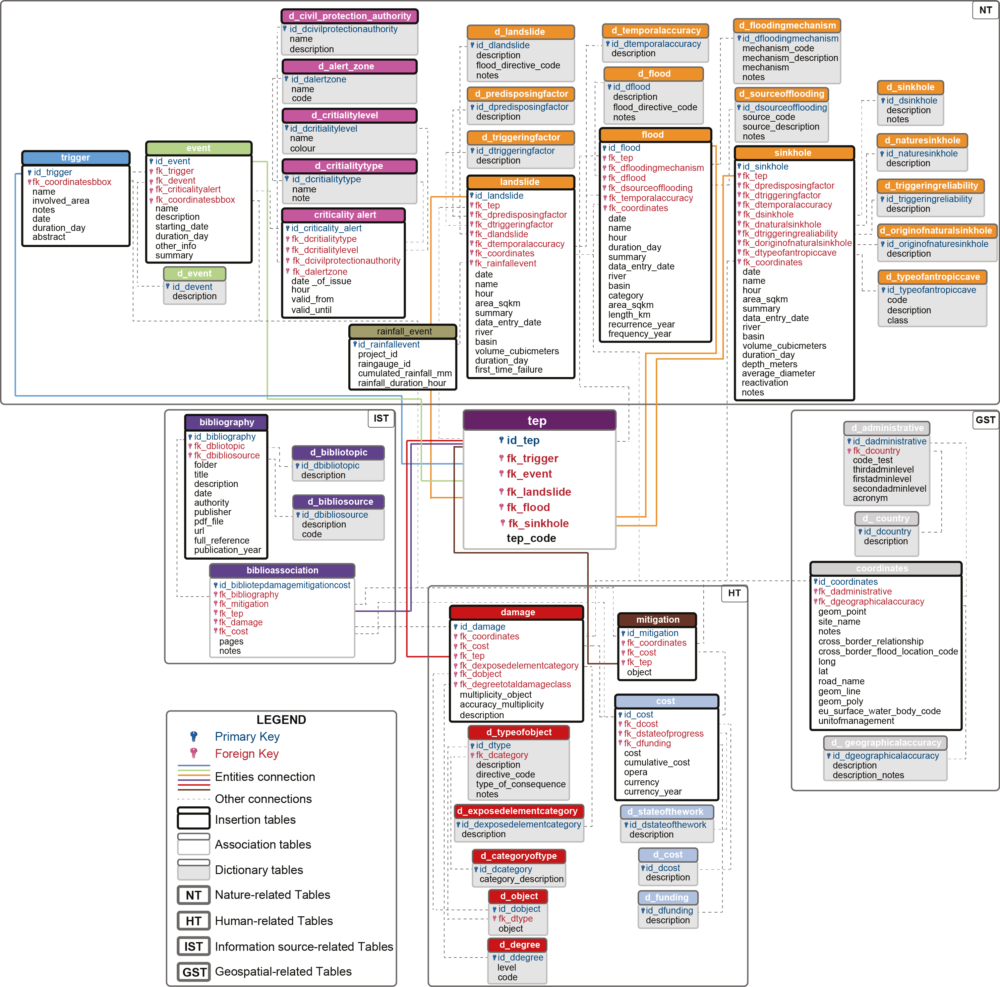 NT
d_civil_protection_authority
id_dcivilprotectionauthority
name
description
d_alert_zone
id_dalertzone
name
code
d_critialitylevel
id_dcritialitylevel
name
colour
d_critialitytype
id_dcritialitytype
name
note
criticality alert
id_criticality_alert
fk_dcritialitytype
fk_dcritialitylevel
fk_dcivilprotectionauthority
fk_dalertzone
date _of_issue
hour
valid_from
valid_until
trigger
id_trigger
fk_coordinatesbbox
name
involved_area
notes
date
duration_day
abstract
event
id_event
fk_trigger
fk_devent
fk_criticalityalert
fk_coordinatesbbox
name
description
starting_date
duration_day
other_info
summary
d_event
id_devent
description
rainfall_event
id_rainfallevent
project_id
raingauge_id
cumulated_rainfall_mm
rainfall_duration_hour
d_landslide
id_dlandslide
description
flood_directive_code
notes
d_predisposingfactor
id_dpredisposingfactor
description
d_triggeringfactor
id_dtriggeringfactor
description
landslide
id_landslide
fk_tep
fk_dpredisposingfactor
fk_dtriggeringfactor
fk_dlandslide
fk_dtemporalaccuracy
fk_coordinates
fk_rainfallevent
date
name
hour
area_sqkm
summary
data_entry_date
river
basin
volume_cubicmeters
duration_day
first_time_failure
d_temporalaccuracy
id_dtemporalaccuracy
description
d_flood
id_dflood
description
flood_directive_code
notes
flood
id_flood
fk_tep
fk_dfloodingmechanism
fk_dflood
fk_dsourceofflooding
fk_temporalaccuracy
fk_coordinates
date
name
hour
duration_day
summary
data_entry_date
river
basin
category
area_sqkm
length_km
recurrence_year
frequency_year
d_floodingmechanism
id_dfloodingmechanism
mechanism_code
mechanism_description
mechanism
notes
d_sourceofflooding
id_dsourceofflooding
source_code
source_description
notes
sinkhole
id_sinkhole
fk_tep
fk_dpredisposingfactor
fk_dtriggeringfactor
fk_dtemporalaccuracy
fk_dsinkhole
fk_dnaturalsinkhole
fk_dtriggeringrealiability
fk_doriginofnaturalsinkhole
fk_dtypeofantropiccave
fk_coordinates
date
name
hour
area_sqkm
summary
data_entry_date
river
basin
volume_cubicmeters
duration_day
depth_meters
average_diameter
reactivation
notes
d_sinkhole
id_dsinkhole
description
notes
d_naturesinkhole
id_naturesinkhole
description
d_triggeringreliability
id_triggeringreliability
description
d_originofnaturalsinkhole
id_originofnaturesinkhole
description
d_typeofantropiccave
id_typeofantropiccave
code
description
class
IST
bibliography
id_bibliography
fk_dbliotopic
fk_dbibliosource
folder
title
description
date
authority
publisher
pdf_file
url
full_reference
publication_year
d_bibliotopic
id_dbibliotopic
description
d_bibliosource
id_dbibliosource
description
code
biblioassociation
id_bibliotepdamagemitigationcost
fk_bibliography
fk_mitigation
fk_tep
fk_damage
fk_cost
pages
notes
tep
id_tep
fk_trigger
fk_event
fk_landslide
fk_flood
fk_sinkhole
tep_code
GST
d_administrative
id_dadministrative
fk_dcountry
code_test
thirdadminlevel
firstadminlevel
secondadminlevel
acronym
d_ country
id_dcountry
description
coordinates
id_coordinates
fk_dadministrative
fk_dgeographicalaccuracy
geom_point
site_name
notes
cross_border_relationship
cross_border_flood_location_code
long
lat
road_name
geom_line
geom_poly
eu_surface_water_body_code
unitofmanagement
d_ geographicalaccuracy
id_dgeographicalaccuracy
description
description_notes
HT
damage
id_damage
fk_coordinates
fk_cost
fk_tep
fk_dexposedelementcategory
fk_dobject
fk_degreetotaldamageclass
multiplicity_object
accuracy_multiplicity
description
d_typeofobject
id_dtype
fk_dcategory
description
directive_code
type_of_consequence
notes
d_exposedelementcategory
id_dexposedelementcategory
description
d_categoryoftype
id_dcategory
category_description
d_object
id_dobject
fk_dtype
object
d_degree
id_ddegree
level
code
mitigation
id_mitigation
fk_coordinates
fk_cost
fk_tep
object
cost
id_cost
fk_dcost
fk_dstateofprogress
fk_dfunding
cost
cumulative_cost
opera
currency
currency_year
d_stateofthework
id_dstateofthework
description
d_cost
id_dcost
description
d_funding
id_dfunding
description
LEGEND
Primary Key
Foreign Key
Entities connection
Other connections
Insertion tables
Association tables
Dictionary tables
NT Nature-related Tables
HT Human-related Tables
IST Information source-related Tables
GST Geospatial-related Tables